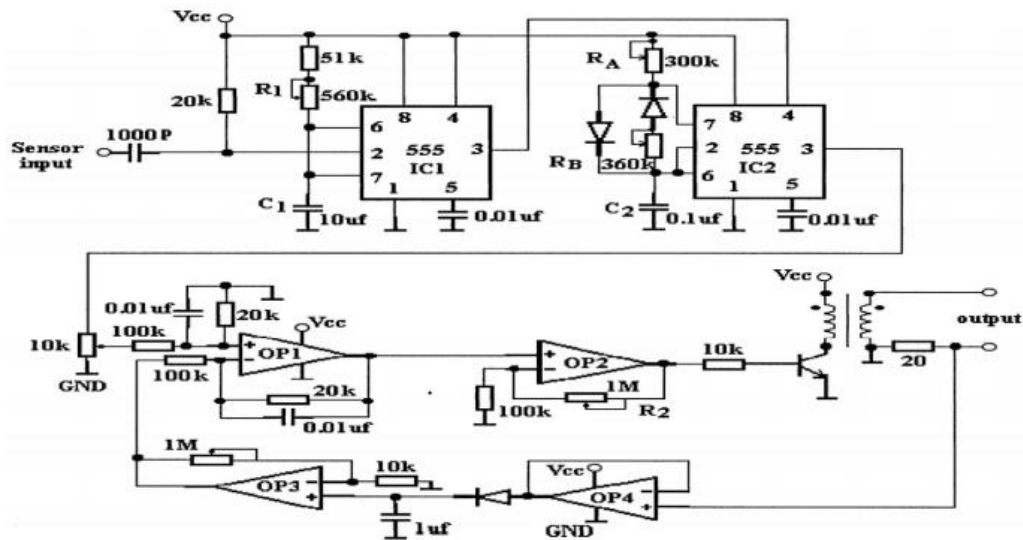 Vcc
51k
R1
560k
20k
1000P
Sensor
input
6
8
4
2
555
3
IC1
7
1
5
C1
10uf
0.01uf
RA
300k
RB
360k
7
8
4
2
555
3
IC2
6
1
5
C2
0.1uf
0.01uf
Vcc
0.01uf
20k
Vcc
output
10k
100k
+
OP1
-
100k
GND
20k
0.01uf
+
OP2
-
10k
20
1M
100k
R2
1M
10k
-
OP3
+
1uf
Vcc
-
OP4
+
GND